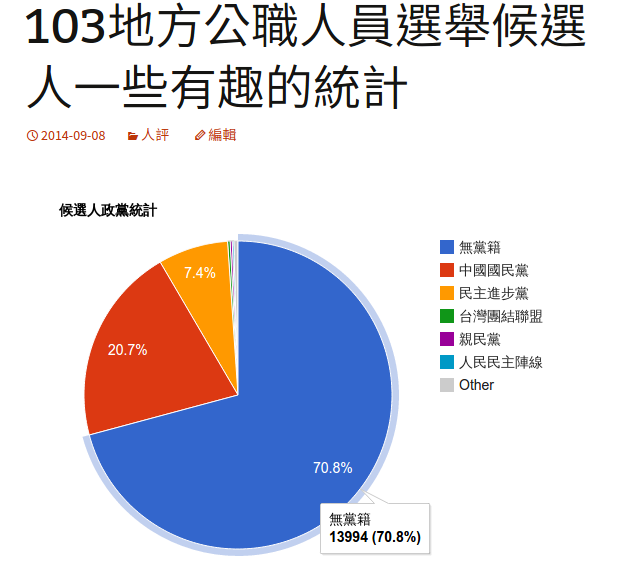 103地方公職人員選舉候選
人一些有趣的統計
2014-09-08 人評 編輯
候選人政黨統計
無黨籍
中國國民黨
民主進步黨
台灣團結聯盟
親民黨
人民民主陣線
Other
7.4%
20.7%
70.8%
無黨籍
13994 (70.8%)